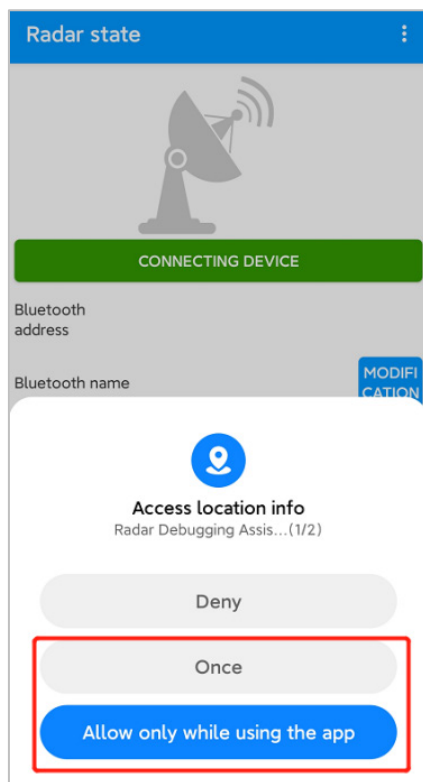 Radar state
CONNECTING DEVICE
Bluetooth
address
Bluetooth name
MODIFI
CATION
Access location info
Radar Debugging Assis...(1/2)
Deny
Once
Allow only while using the app